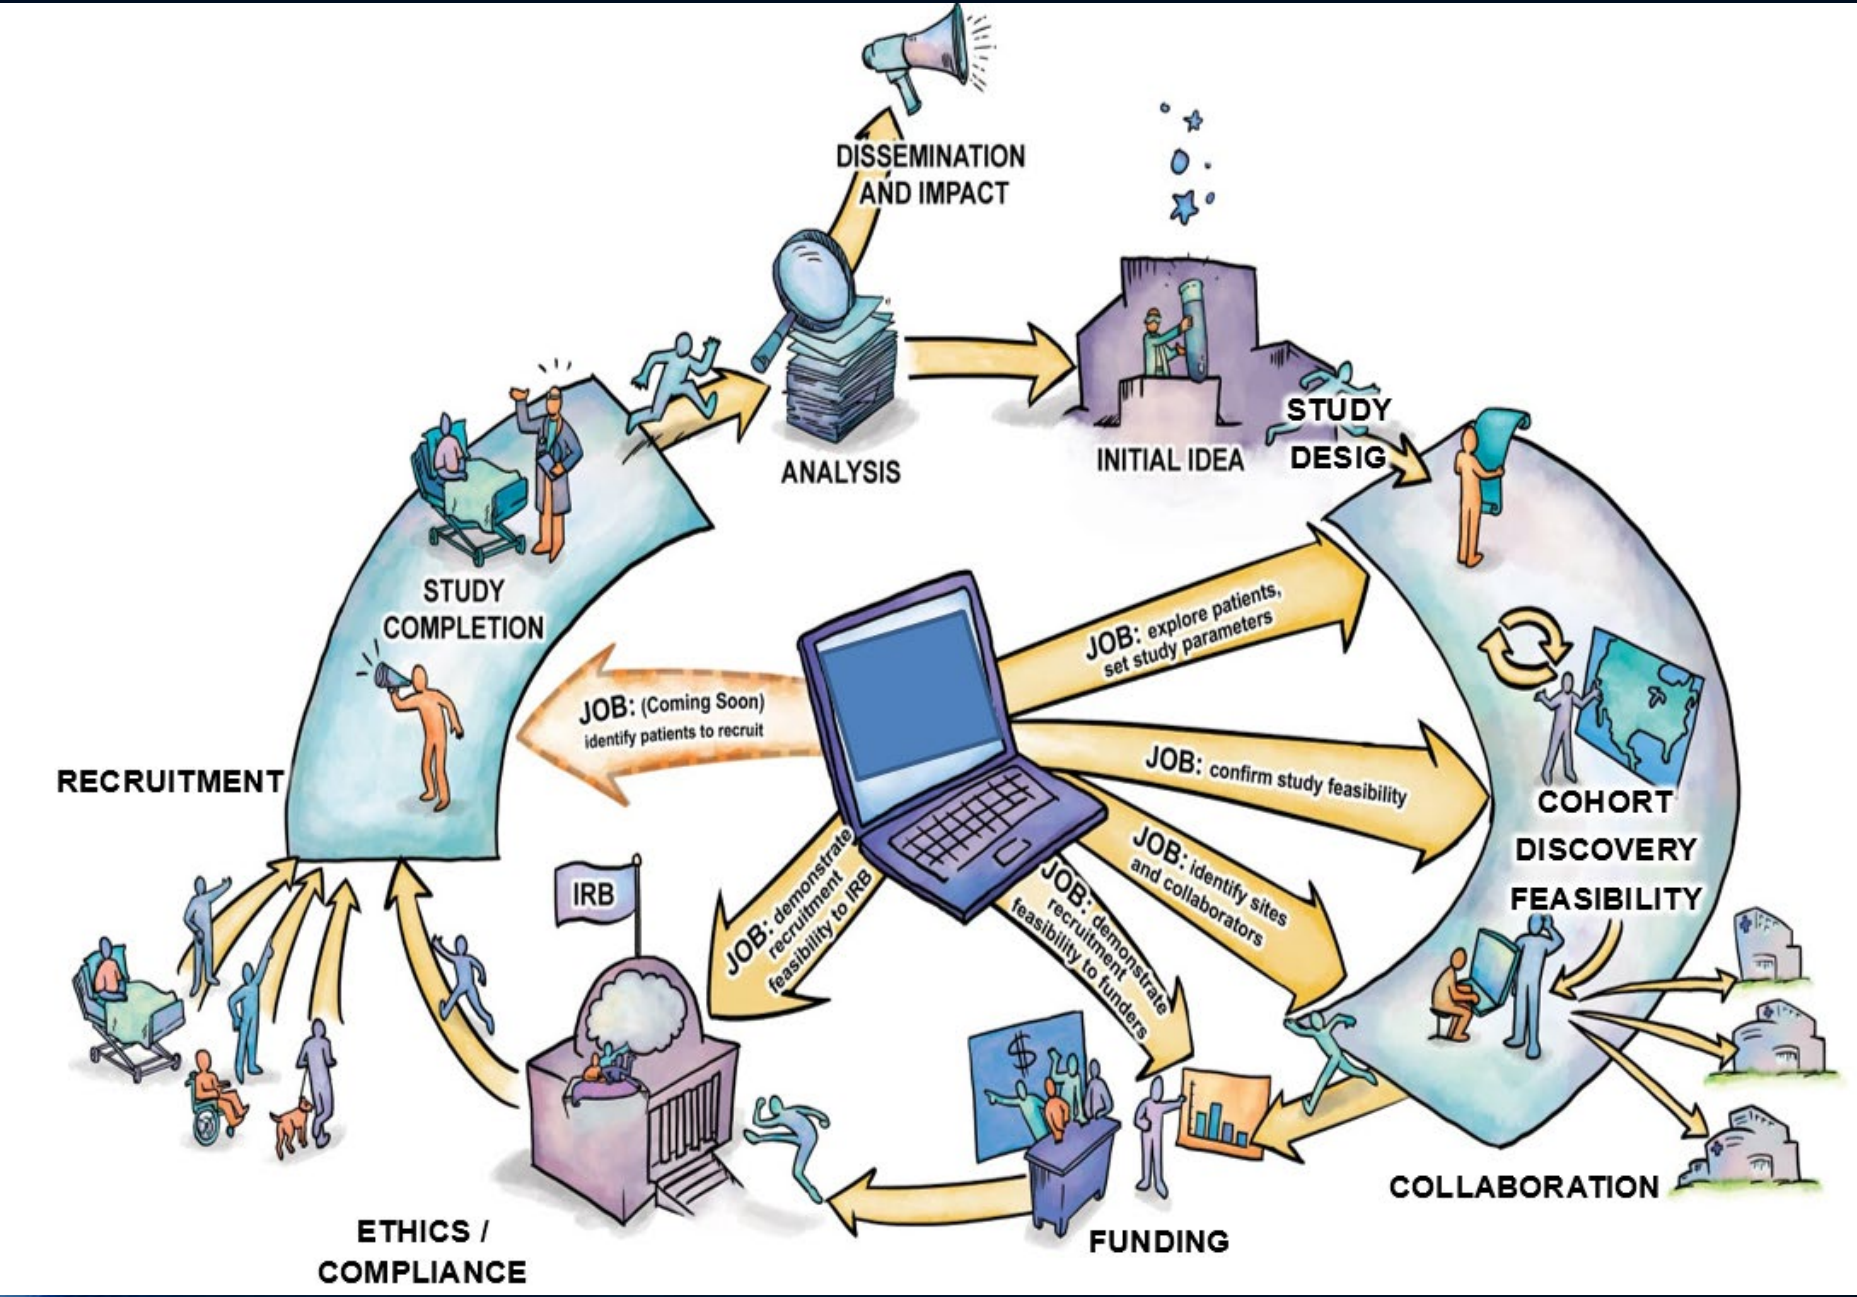 DISSEMINATION
AND IMPACT
ANALYSIS
INITIAL IDEA
STUDY
DESIG
STUDY
COMPLETION
JOB: explore patients,
set study parameters
JOB: (Coming Soon)
identify patients to recruit
JOB: confirm study feasibility
RECRUITMENT
COHORT
DISCOVERY
FEASIBILITY
JOB: identify sites
and collaborators
JOB: demonstrate
recruitment
feasibility to IRB
JOB: demonstrate
recruitment
feasibility to funders
IRB
$
COLLABORATION
FUNDING
ETHICS /
COMPLIANCE